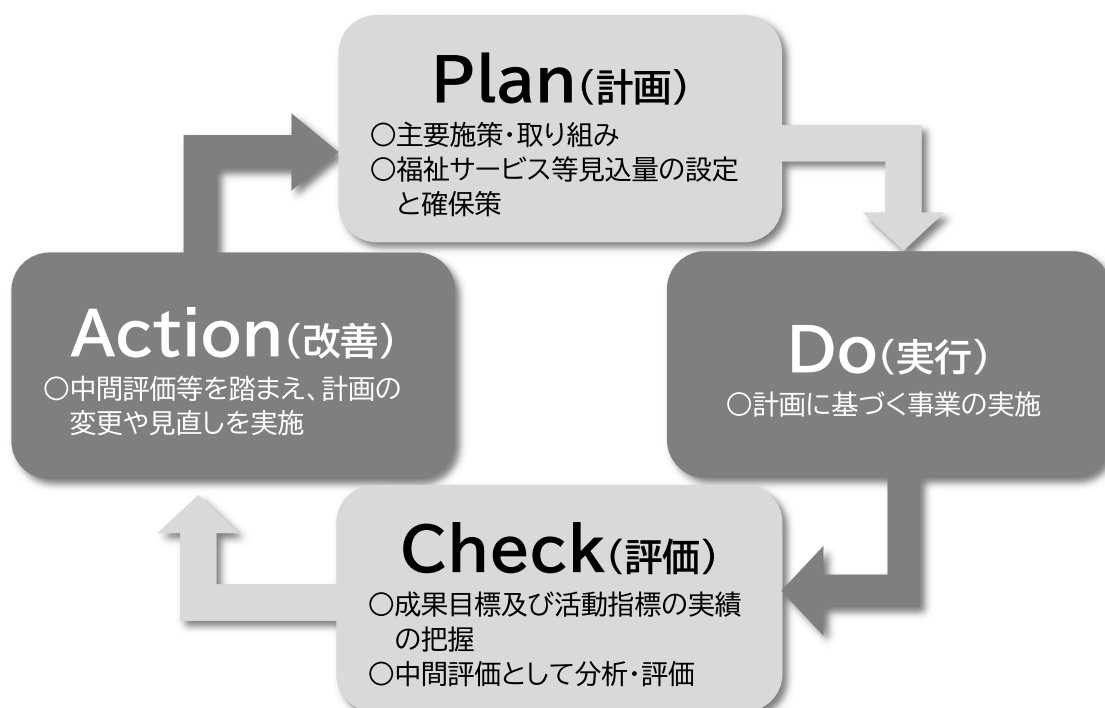 Plan(計画)
○主要施策・取り組み
○福祉サービス等見込量の設定
と確保策
Action(改善)
○中間評価等を踏まえ、計画の
変更や見直しを実施
Do(実行)
○計画に基づく事業の実施
Check(評価)
○成果目標及び活動指標の実績
の把握
○中間評価として分析・評価